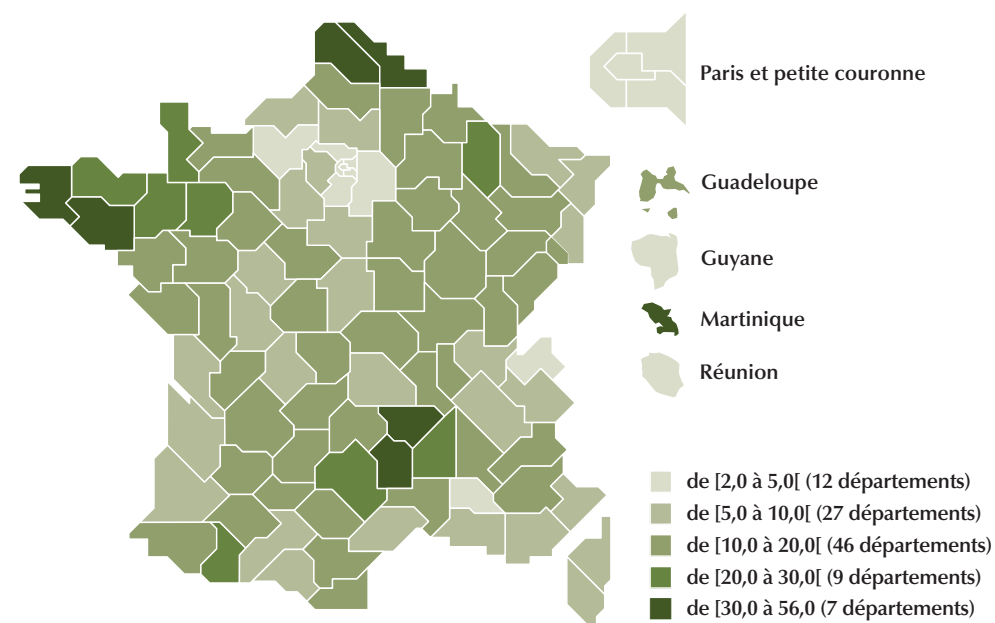 Paris et petite couronne
Guadeloupe
Guyane
Martinique
Réunion
de [2,0 à 5,0[ (12 départements)
de [5,0 à 10,0[ (27 départements)
de [10,0 à 20,0[ (46 départements)
de [20,0 à 30,0[ (9 départements)
de [30,0 à 56,0 (7 départements)